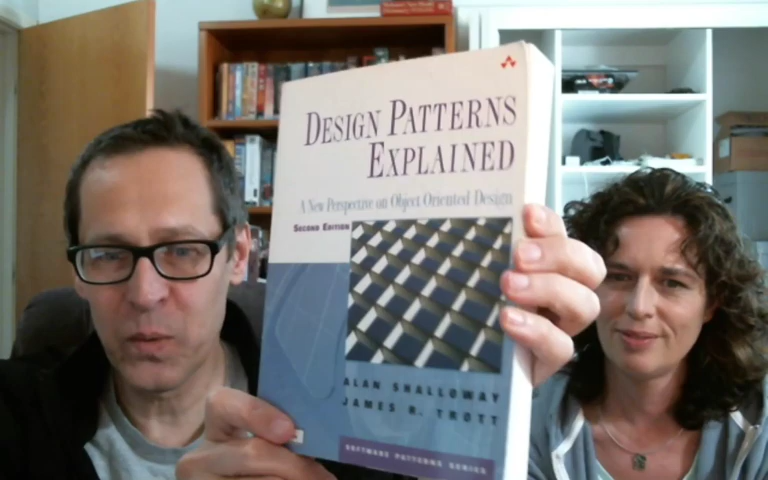 DESIGN PATTERNS
EXPLAINED
A New Perspective on Object-Oriented Design
SECOND EDITION
ALAN SHALLOWAY
JAMES R. TROTT
SOFTWARE PATTERNS SERIES